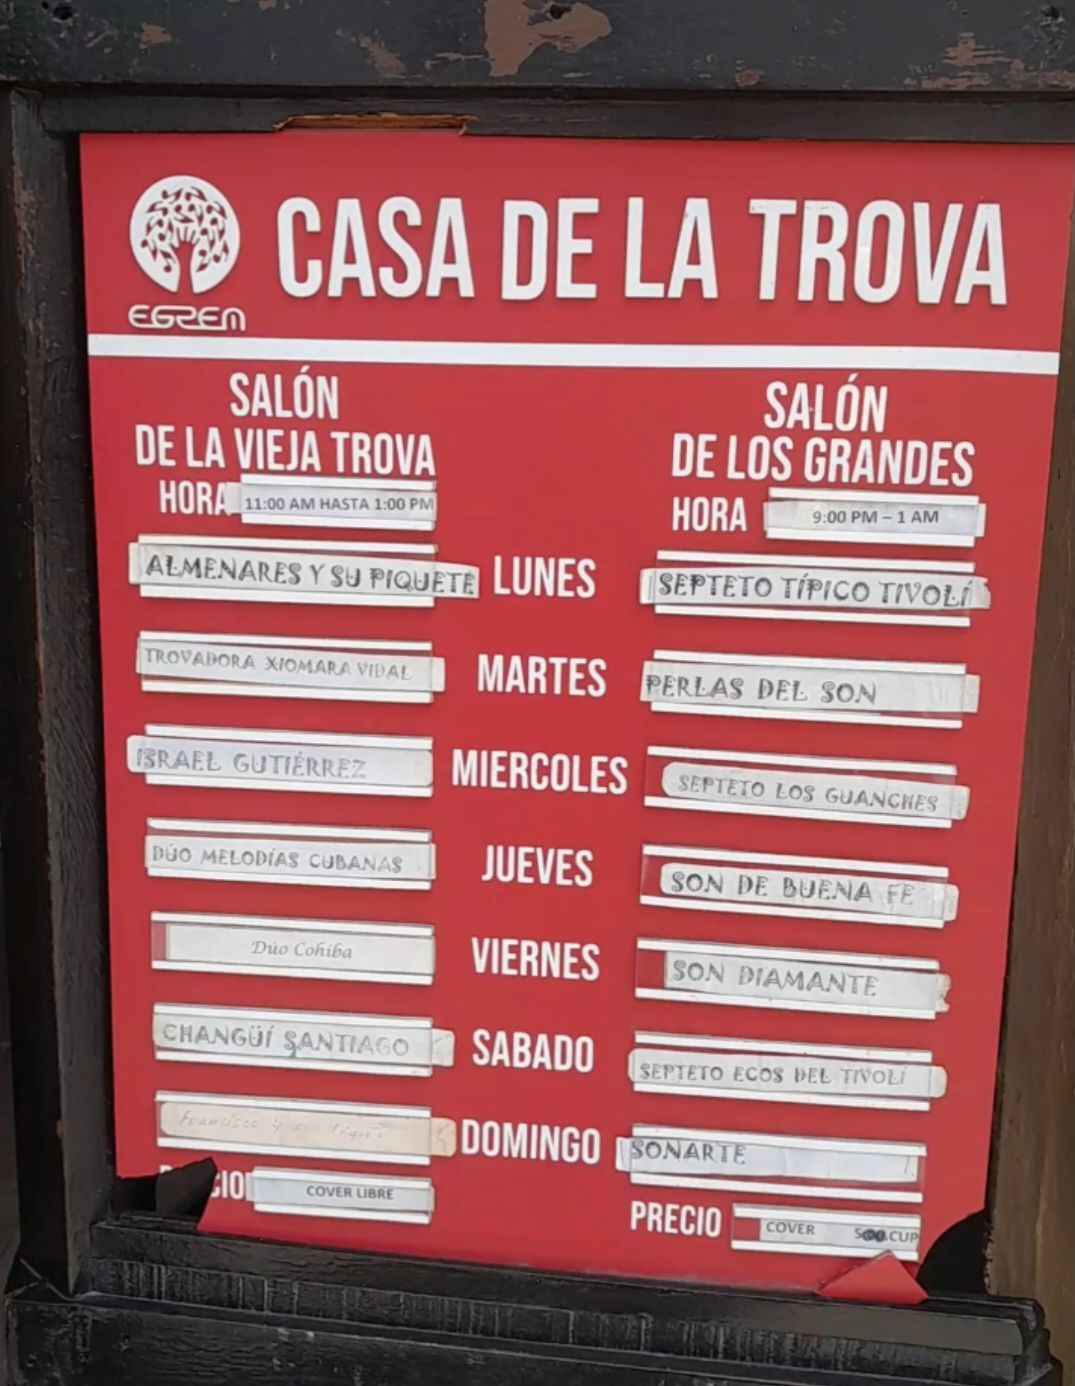 EGREM
CASA DE LA TROVA
SALÓN
DE LA VIEJA TROVA
HORA 11:00 AM HASTA 1:00 PM
SALÓN
DE LOS GRANDES
HORA 9:00 PM – 1 AM
ALMENARES Y SU PIQUETE LUNES SEPTETO TÍPICO TIVOLÍ
TROVADORA XIOMARA VIDAL MARTES PERLAS DEL SON
ISRAEL GUTIÉRREZ MIERCOLES SEPTETO LOS GUANCHES
DÚO MELODÍAS CUBANAS JUEVES SON DE BUENA FE
Dúo Cohiba VIERNES SON DIAMANTE
CHANGÜÍ SANTIAGO SABADO SEPTETO ECOS DEL TIVOLÍ
Francisco y DOMINGO SONARTE
COVER LIBRE
PRECIO COVER CUP